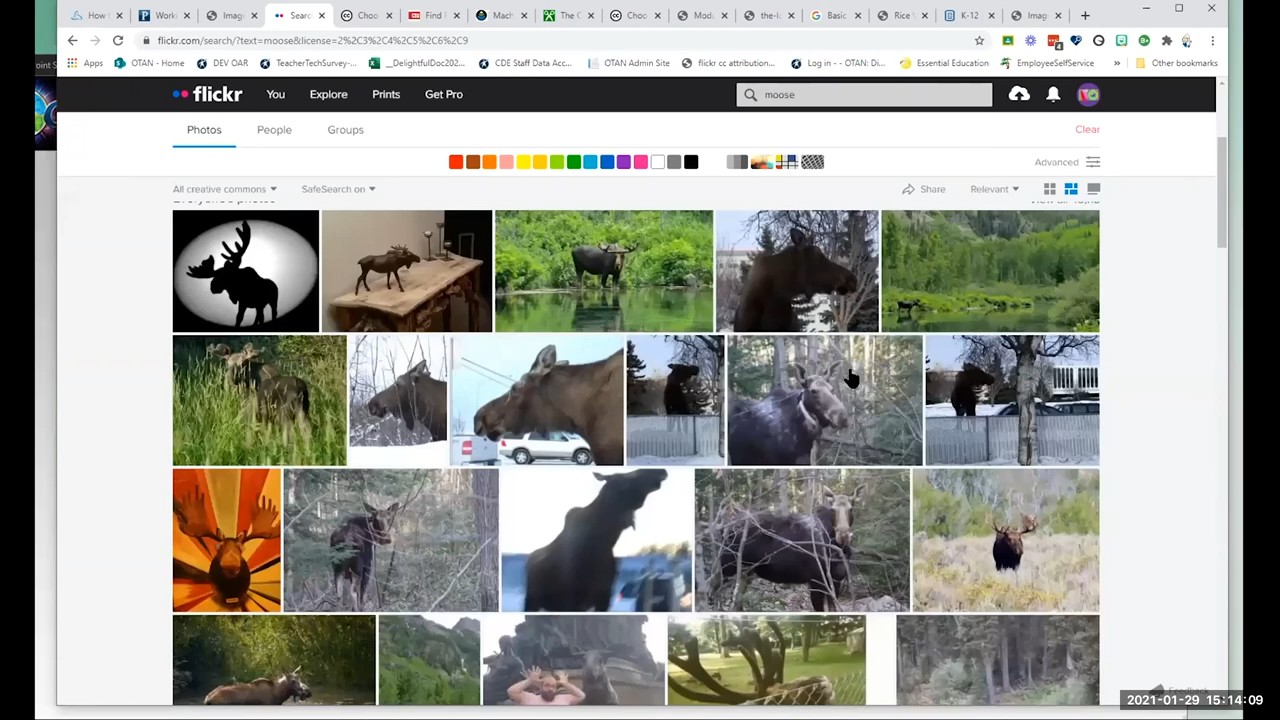 How t
Work
Imag
Searc
Choo
Find F
Mach
The C
Choo
Modu
the-lo
Basic
Rice W
K-12
Imag
flickr.com/search/?text=moose&license=2%2C3%2C4%2C5%2C6%2C9
Apps
OTAN - Home
DEV OAR
TeacherTechSurvey-...
_DelightfulDoc202...
CDE Staff Data Acc...
OTAN Admin Site
flickr cc attribution...
Log in - - OTAN: Di...
Essential Education
EmployeeSelfService
»
Other bookmarks
flickr
You
Explore
Prints
Get Pro
moose
Photos
People
Groups
Clear
Advanced
All creative commons
SafeSearch on
Share
Relevant
Everyone's photos
2021-01-29 15:14:09